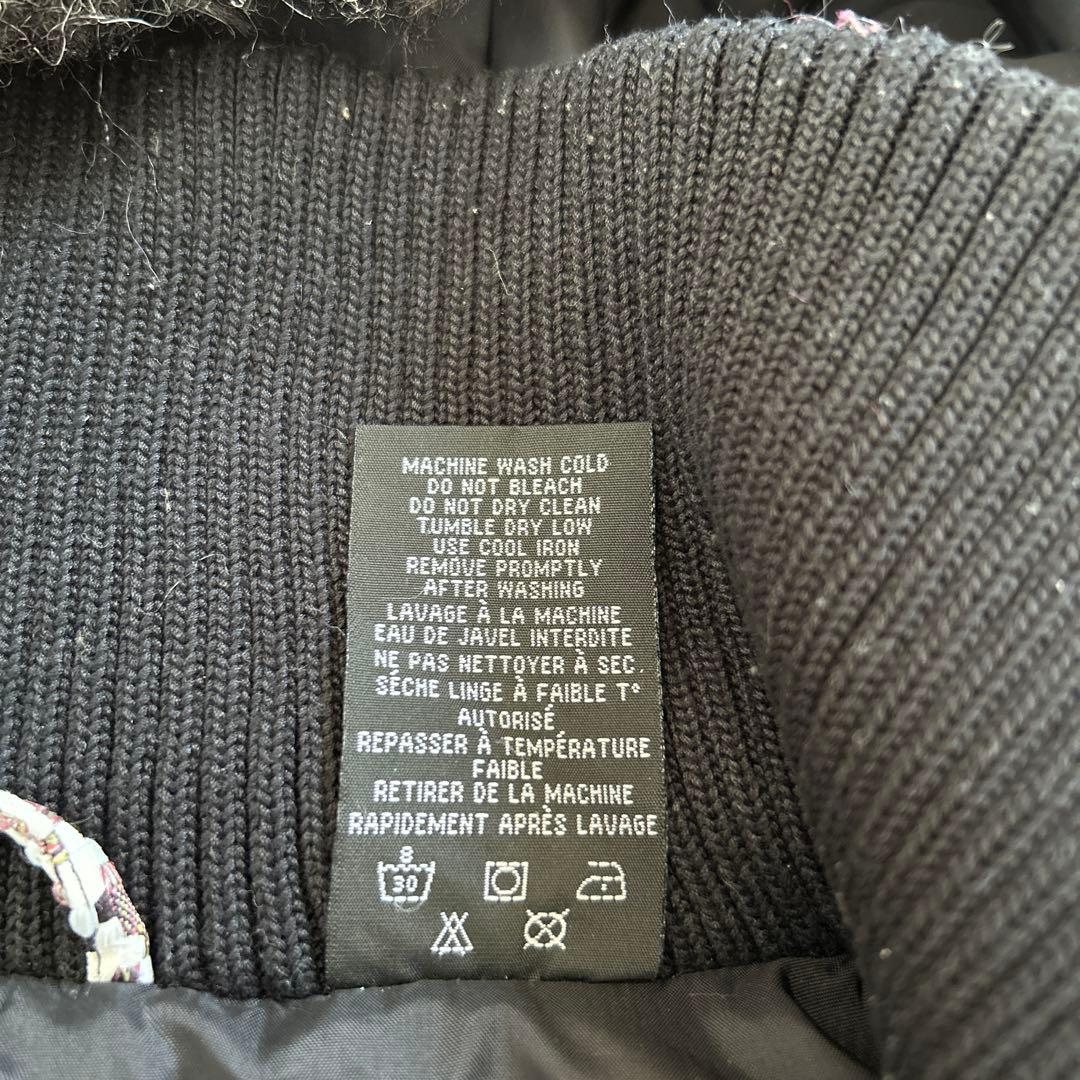 MACHINE WASH COLD
DO NOT BLEACH
DO NOT DRY CLEAN
TUMBLE DRY LOW
USE COOL IRON
REMOVE PROMPTLY
AFTER WASHING
LAVAGE À LA MACHINE
EAU DE JAVEL INTERDITE
NE PAS NETTOYER À SEC.
SÉCHE LINGE À FAIBLE T°
AUTORISÉ
REPASSER À TEMPÉRATURE
FAIBLE
RETIRER DE LA MACHINE
RAPIDEMENT APRÈS LAVAGE
8
30